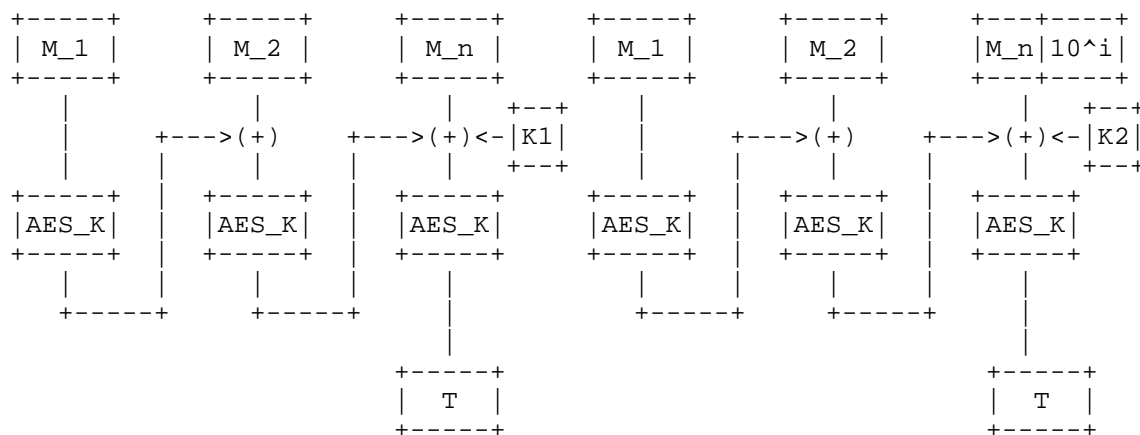 +-----+     +-----+     +-----+     +-----+     +-----+     +---+----+
| M_1 |     | M_2 |     | M_n |     | M_1 |     | M_2 |     |M_n|10^i|
+-----+     +-----+     +-----+     +-----+     +-----+     +---+----+
   |           |           |   +--+    |           |           |   +--+
   |     +--->(+)    +--->(+)<-|K1|    |     +--->(+)    +--->(+)<-|K2|
   |     |     |     |     |   +--+    |     |     |     |     |   +--+
+-----+  |  +-----+  |  +-----+     +-----+  |  +-----+  |  +-----+
|AES_K|  |  |AES_K|  |  |AES_K|     |AES_K|  |  |AES_K|  |  |AES_K|
+-----+  |  +-----+  |  +-----+     +-----+  |  +-----+  |  +-----+
   |     |     |     |     |           |     |     |     |     |
   +-----+     +-----+     |           +-----+     +-----+     |
                           |                                   |
                        +-----+                              +-----+
                        |  T  |                              |  T  |
                        +-----+                              +-----+